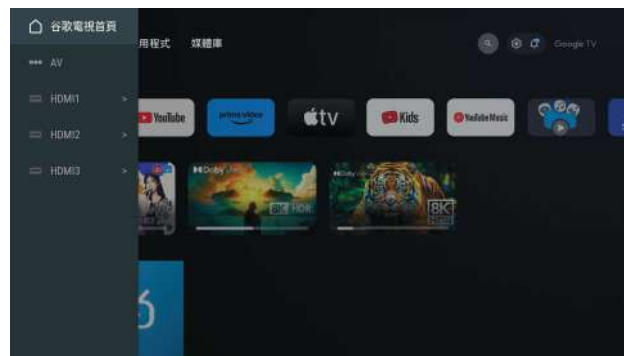 谷歌電視首頁
AV
HDMI1 >
HDMI2 >
HDMI3 >
用程式 媒體庫
Google TV
YouTube
prime video
tv
Kids
YouTube Music
Dolby
8K HDR
8K